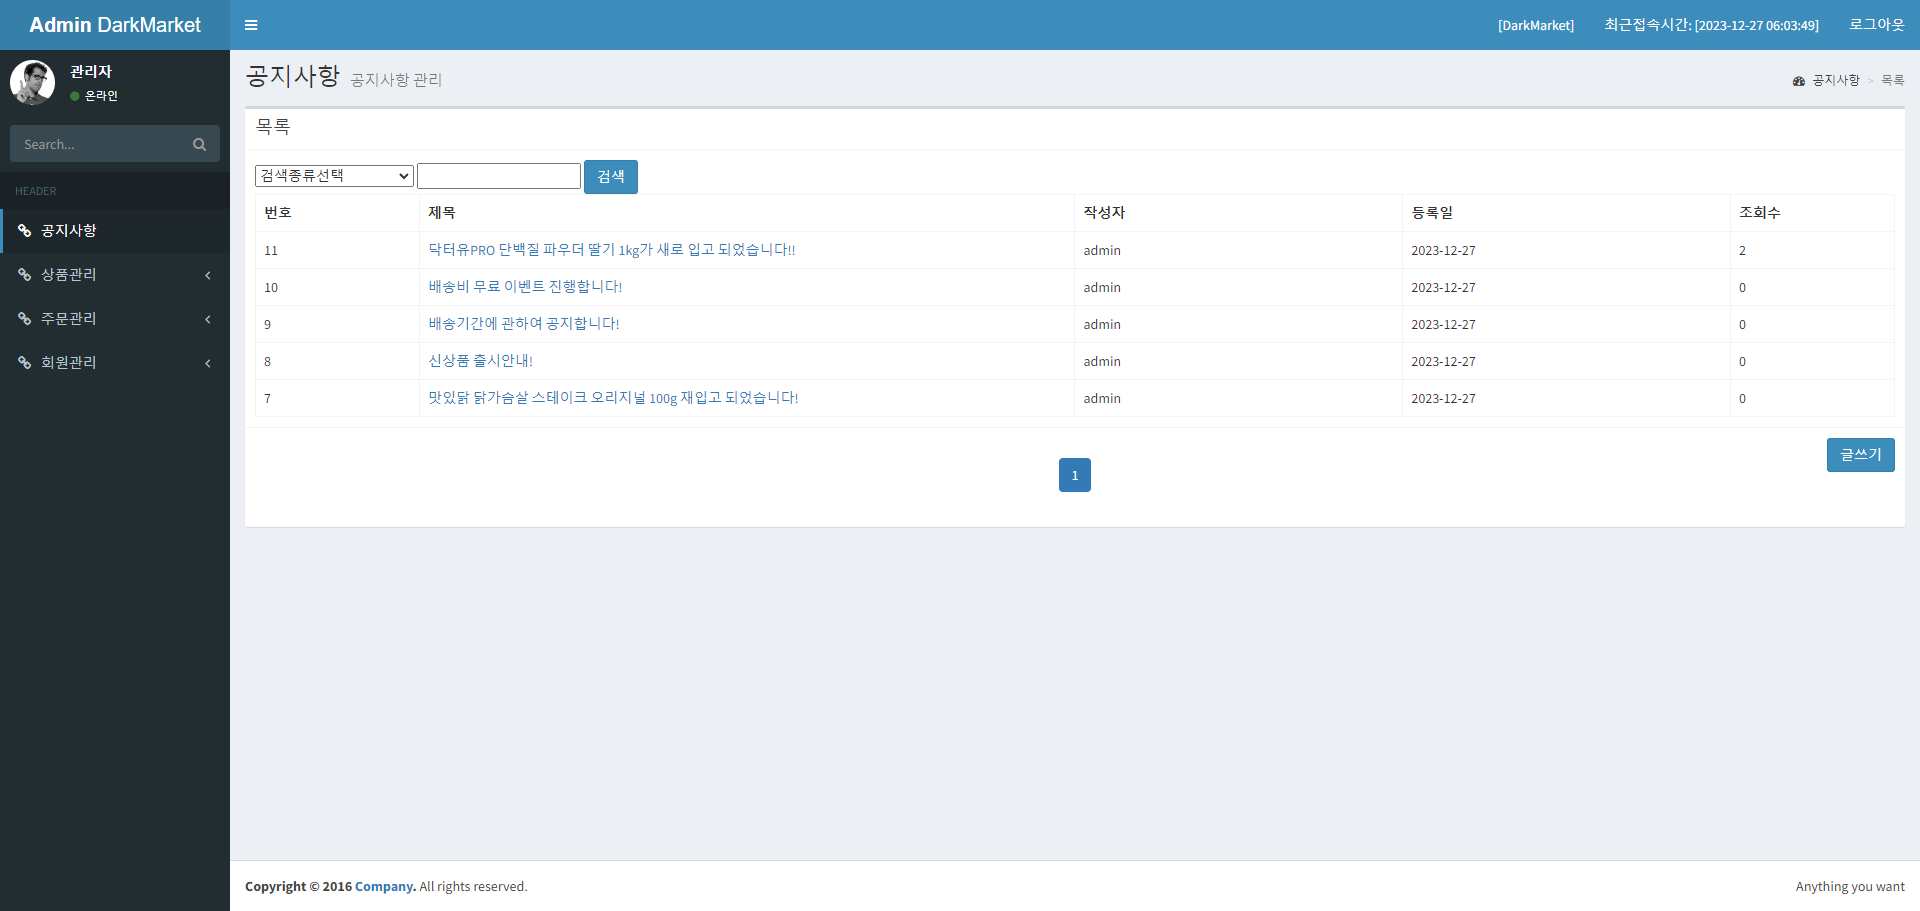 Admin DarkMarket
[DarkMarket] 최근접속시간: [2023-12-27 06:03:49] 로그아웃
관리자
온라인
Search...
HEADER
공지사항
상품관리
주문관리
회원관리
공지사항 공지사항 관리
공지사항 > 목록
목록
검색종류선택 검색
번호 제목 작성자 등록일 조회수
11 닥터유PRO 단백질 파우더 딸기 1kg가 새로 입고 되었습니다!! admin 2023-12-27 2
10 배송비 무료 이벤트 진행합니다! admin 2023-12-27 0
9 배송기간에 관하여 공지합니다! admin 2023-12-27 0
8 신상품 출시안내! admin 2023-12-27 0
7 맛있닭 닭가슴살 스테이크 오리지널 100g 재입고 되었습니다! admin 2023-12-27 0
글쓰기
1
Copyright © 2016 Company. All rights reserved.
Anything you want